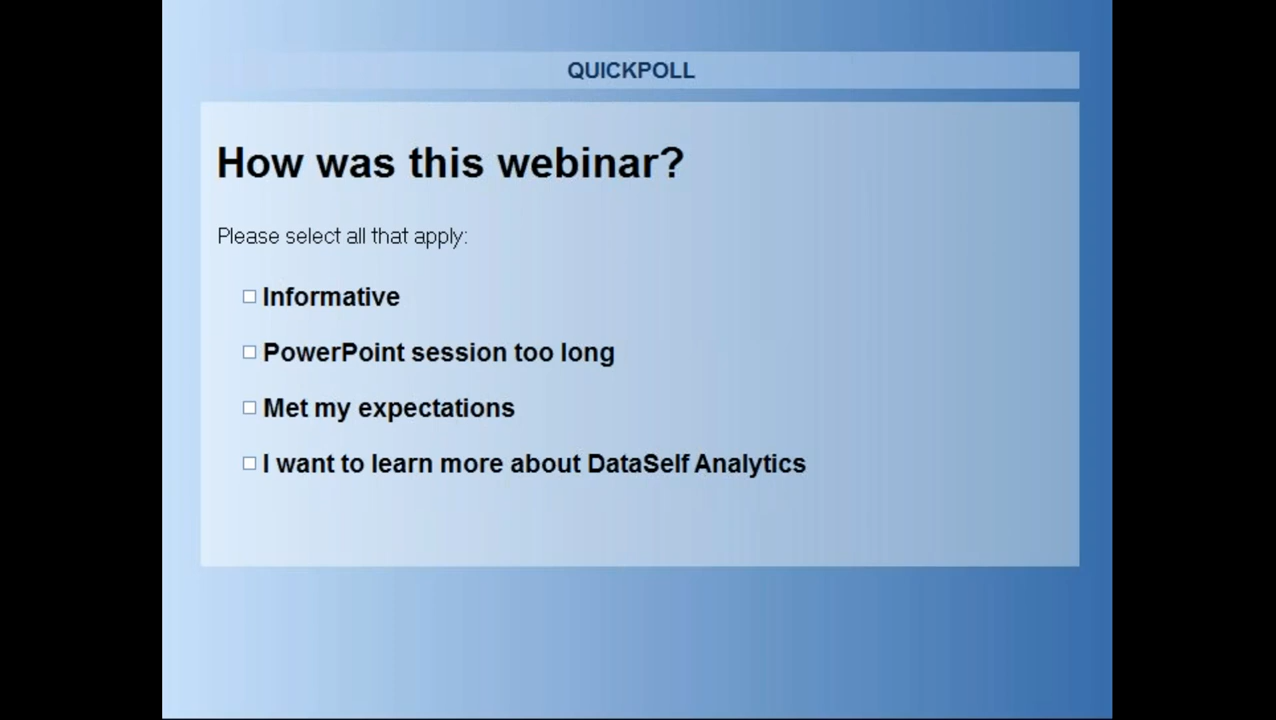 QUICKPOLL
How was this webinar?
Please select all that apply:
Informative
PowerPoint session too long
Met my expectations
I want to learn more about DataSelf Analytics